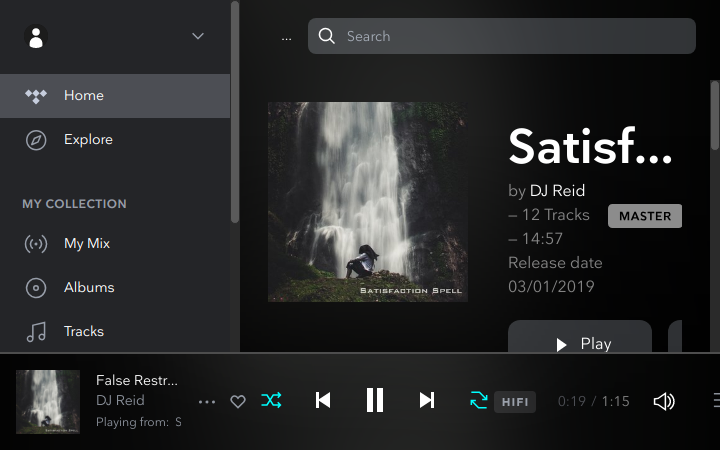 ... Search
Home
Explore
MY COLLECTION
My Mix
Albums
Tracks
SATISFACTION SPELL
Satisf...
by DJ Reid
– 12 Tracks
MASTER
– 14:57
Release date
03/01/2019
Play
False Restr...
DJ Reid
Playing from: S
HIFI
0:19 / 1:15